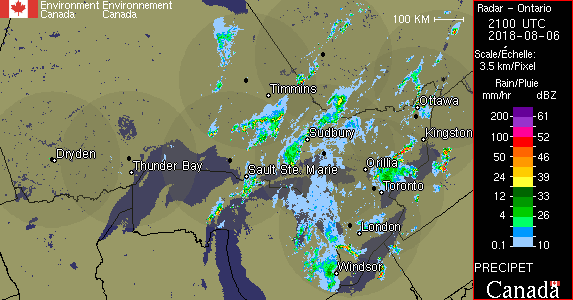 Environment Environnement
Canada Canada
100 KM
Timmins
Ottawa
Sudbury
Kingston
Dryden
Thunder Bay
Sault Ste. Marie
Orillia
Toronto
London
Windsor
Radar - Ontario
2100 UTC
2018-08-06
Scale/Échelle:
3.5 km/Pixel
Rain/Pluie
mm/hr dBZ
200 61
100 52
50 46
24 39
12 33
4 26
0.1 10
PRECIPET
Canada